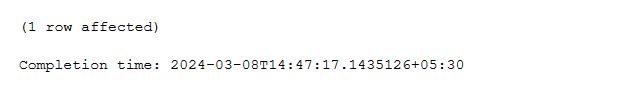 (1 row affected)
Completion time: 2024-03-08T14:47:17.1435126+05:30